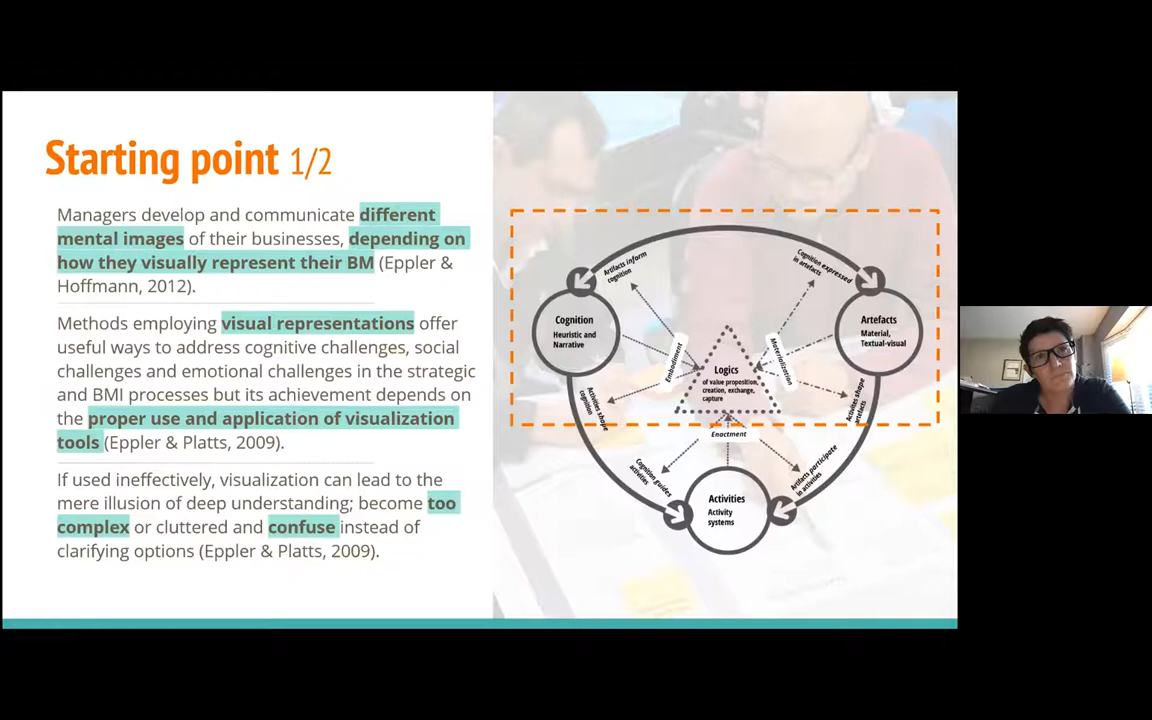 Starting point 1/2
Managers develop and communicate different
mental images of their businesses, depending on
how they visually represent their BM (Eppler &
Hoffmann, 2012).
Methods employing visual representations offer
useful ways to address cognitive challenges, social
challenges and emotional challenges in the strategic
and BMI processes but its achievement depends on
the proper use and application of visualization
tools (Eppler & Platts, 2009).
If used ineffectively, visualization can lead to the
mere illusion of deep understanding; become too
complex or cluttered and confuse instead of
clarifying options (Eppler & Platts, 2009).
Artifacts inform
cognition
Cognition expressed
in artefacts
Cognition
Heuristic and
Narrative
Artefacts
Material,
Textual-visual
Embodiment
Materialization
Logics
of value proposition,
creation, exchange,
capture
Activities shape
cognition
Activites shape
artefacts
Enactment
Cognition guides
activities
Artifacts participate
in activities
Activities
Activity
systems